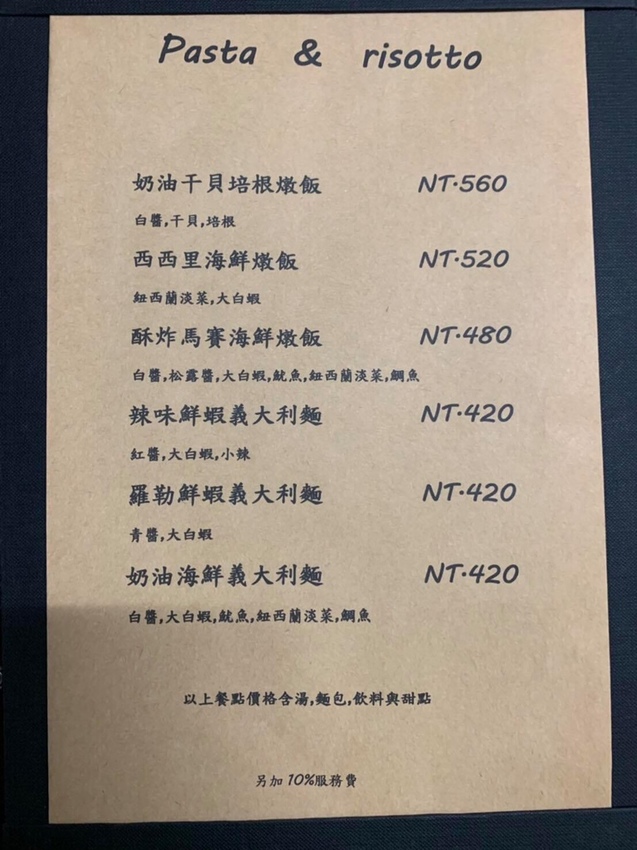 Pasta & risotto
奶油干貝培根燉飯 NT.560
白醬,干貝,培根
西西里海鮮燉飯 NT.520
紐西蘭淡菜,大白蝦
酥炸馬賽海鮮燉飯 NT.480
白醬,松露醬,大白蝦,魷魚,紐西蘭淡菜,鯛魚
辣味鮮蝦義大利麵 NT.420
紅醬,大白蝦,小辣
羅勒鮮蝦義大利麵 NT.420
青醬,大白蝦
奶油海鮮義大利麵 NT.420
白醬,大白蝦,魷魚,紐西蘭淡菜,鯛魚
以上餐點價格含湯,麵包,飲料與甜點
另加 10%服務費